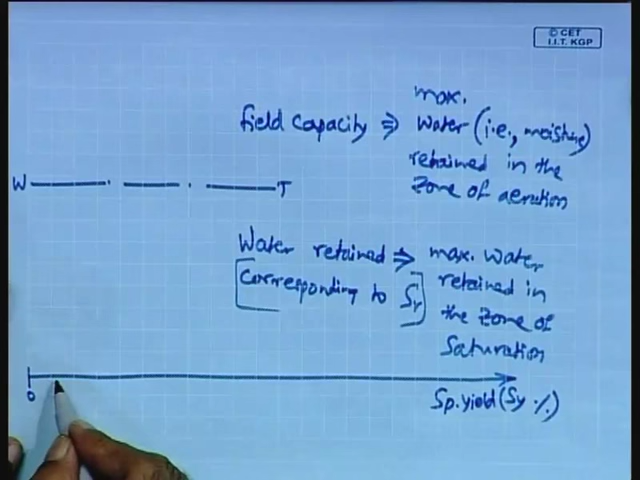 © CET
I.I.T. KGP
max.
field capacity ⇒ Water (i.e., moisture)
retained in the
zone of aeration
W T
Water retained ⇒ max. water
[corresponding to Sr] retained in
the zone of
saturation
0
Sp. yield (Sy %)